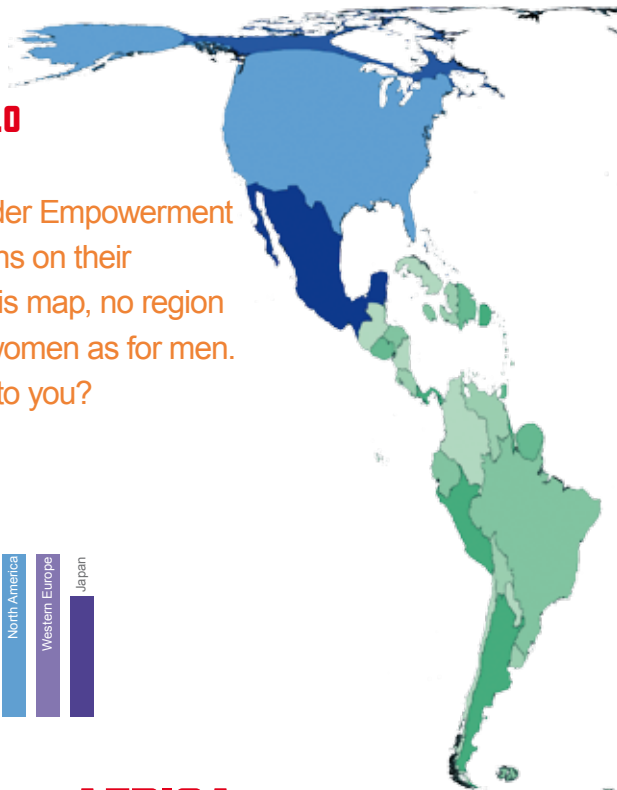 der Empowerment
ns on their
is map, no region
women as for men.
to you?
North America
Western Europe
Japan
AFRICA